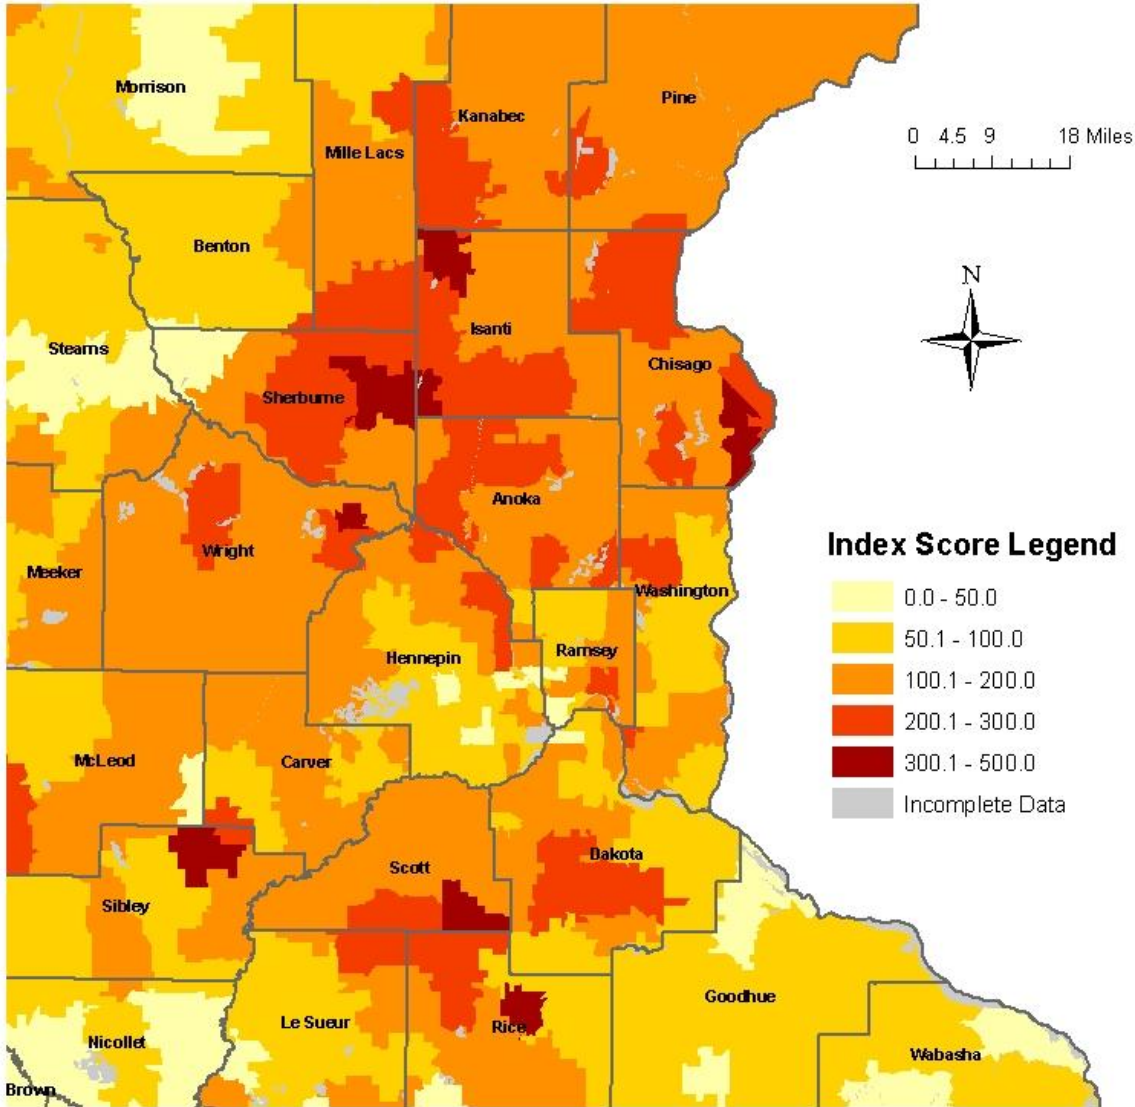 Morrison
Kanabec
Pine
Mille Lacs
0 4.5 9 18 Miles
Benton
N
Isanti
Stearns
Chisago
Sherburne
Anoka
Wright
Index Score Legend
Meeker
Washington
0.0 - 50.0
50.1 - 100.0
100.1 - 200.0
200.1 - 300.0
300.1 - 500.0
Incomplete Data
Hennepin
Ramsey
McLeod
Carver
Scott
Dakota
Sibley
Goodhue
Le Sueur
Rice
Nicollet
Wabasha
Brown